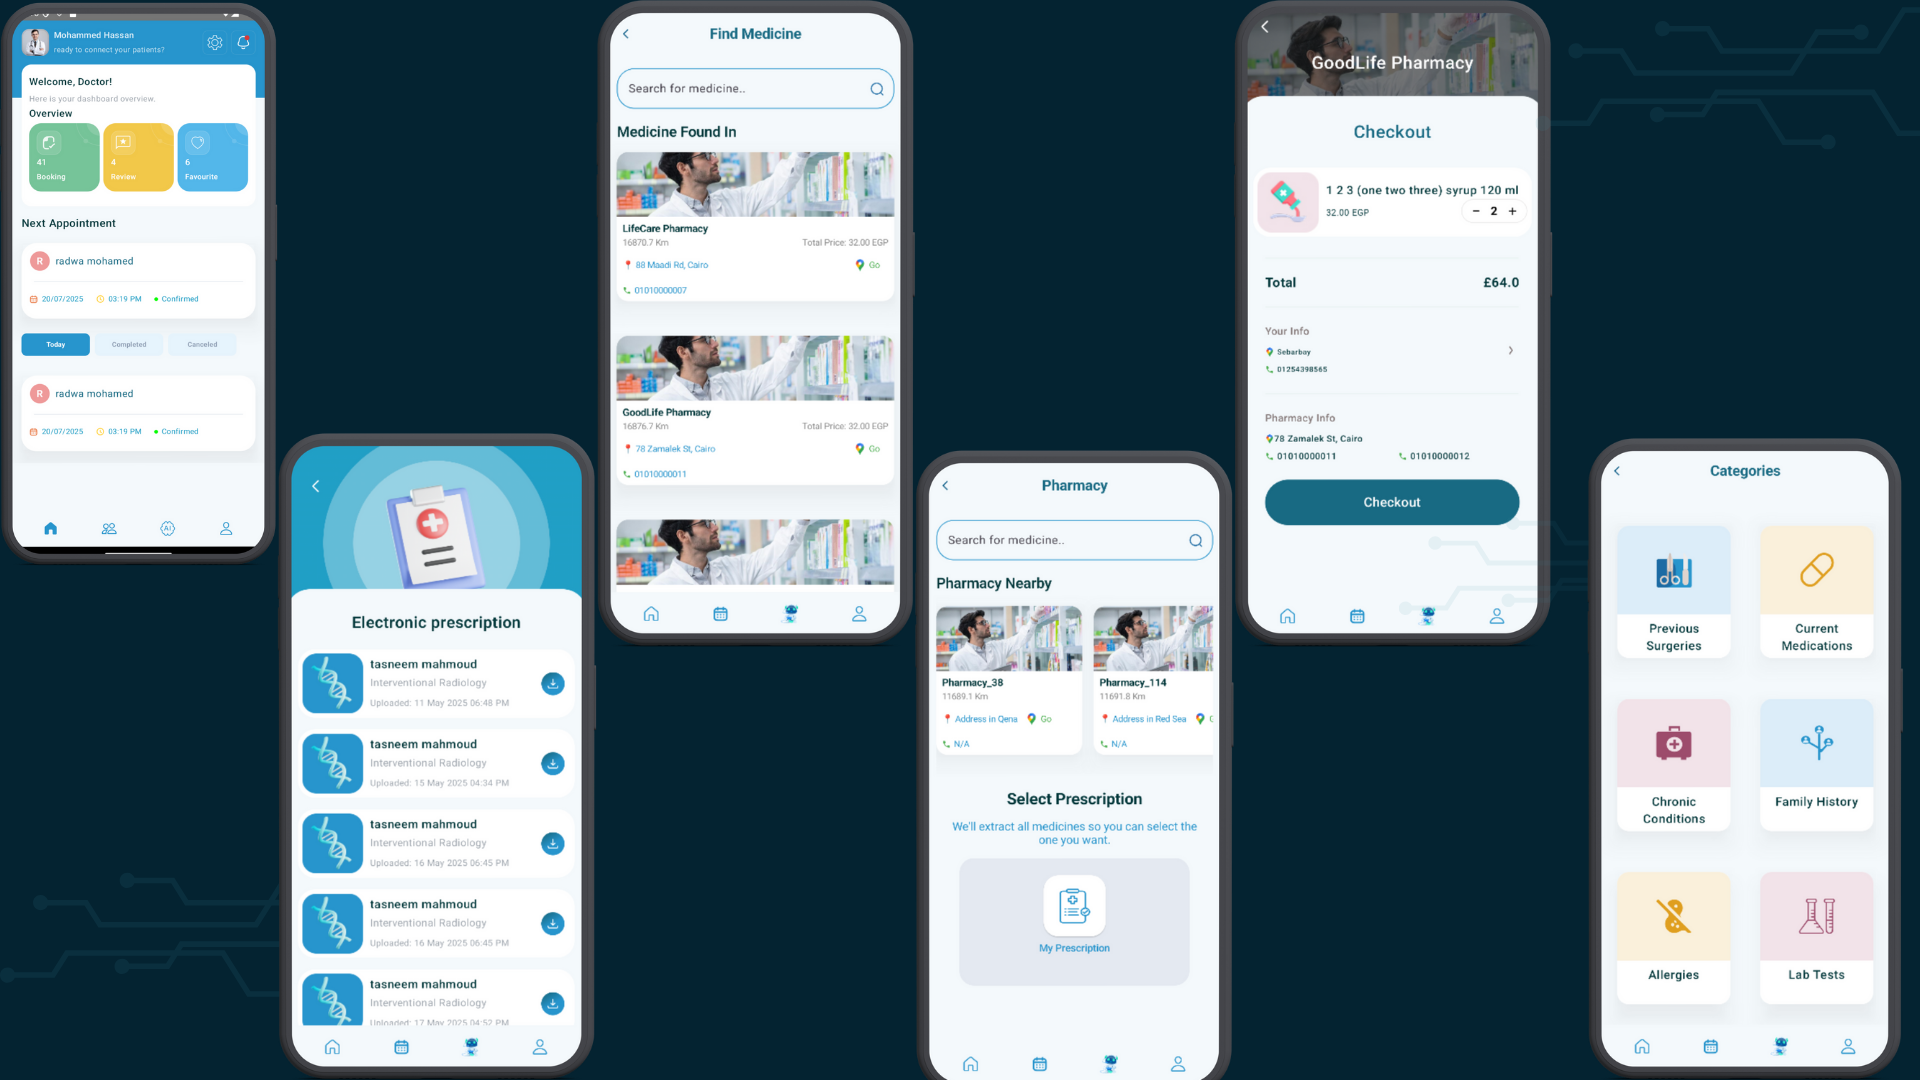 Mohammed Hassan
ready to connect your patients?
Welcome, Doctor!
Here is your dashboard overview.
Overview
41
Booking
4
Review
6
Favourite
Next Appointment
R radwa mohamed
20/07/2025 03:19 PM Confirmed
Today Completed Canceled
R radwa mohamed
20/07/2025 03:19 PM Confirmed
AI
Electronic prescription
tasneem mahmoud
Interventional Radiology
Uploaded: 11 May 2025 06:48 PM
tasneem mahmoud
Interventional Radiology
Uploaded: 15 May 2025 04:34 PM
tasneem mahmoud
Interventional Radiology
Uploaded: 16 May 2025 06:45 PM
tasneem mahmoud
Interventional Radiology
Uploaded: 16 May 2025 06:45 PM
tasneem mahmoud
Interventional Radiology
Uploaded: 17 May 2025 04:52 PM
Find Medicine
Search for medicine..
Medicine Found In
LifeCare Pharmacy
16870.7 Km Total Price: 32.00 EGP
88 Maadi Rd, Cairo Go
01010000007
GoodLife Pharmacy
16876.7 Km Total Price: 32.00 EGP
78 Zamalek St, Cairo Go
01010000011
Pharmacy
Search for medicine..
Pharmacy Nearby
Pharmacy_38
11689.1 Km
Address in Qena Go
N/A
Pharmacy_114
11691.8 Km
Address in Red Sea
N/A
Select Prescription
We'll extract all medicines so you can select the
one you want.
My Prescription
GoodLife Pharmacy
Checkout
1 2 3 (one two three) syrup 120 ml
32.00 EGP − 2 +
Total £64.0
Your Info
Sebarbay
01254398565
Pharmacy Info
78 Zamalek St, Cairo
01010000011 01010000012
Checkout
Categories
Previous
Surgeries
Current
Medications
Chronic
Conditions
Family History
Allergies
Lab Tests